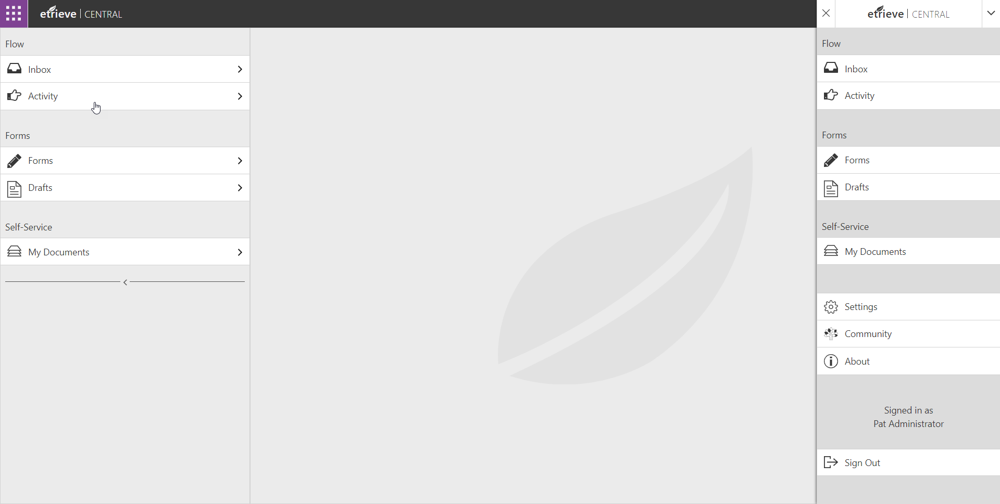 etrieve | CENTRAL
Flow
Inbox
Activity
Forms
Forms
Drafts
Self-Service
My Documents
etrieve | CENTRAL
Flow
Inbox
Activity
Forms
Forms
Drafts
Self-Service
My Documents
Settings
Community
About
Signed in as
Pat Administrator
Sign Out